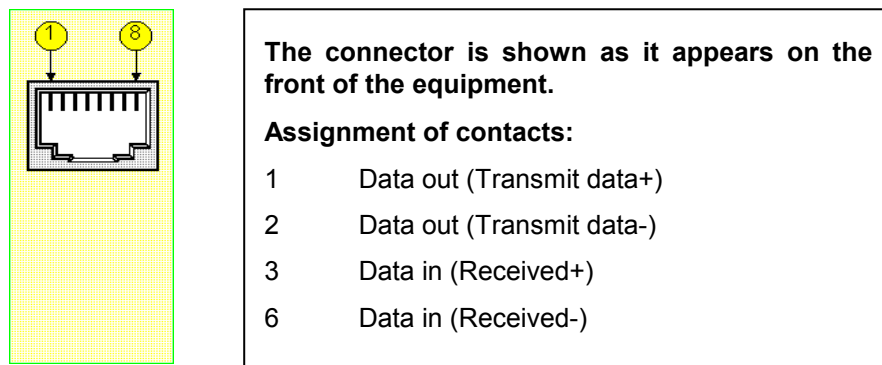 1 8
The connector is shown as it appears on the
front of the equipment.
Assignment of contacts:
1 Data out (Transmit data+)
2 Data out (Transmit data-)
3 Data in (Received+)
6 Data in (Received-)